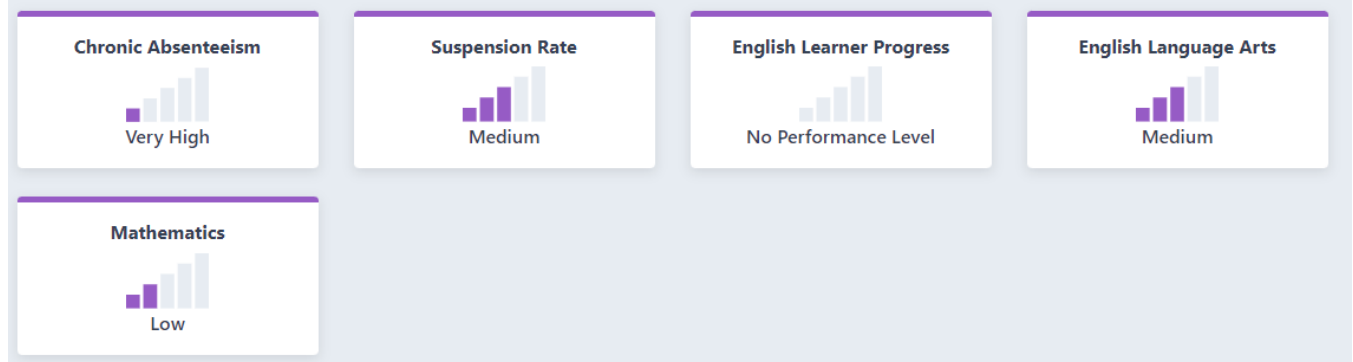 Chronic Absenteeism
Very High
Suspension Rate
Medium
English Learner Progress
No Performance Level
English Language Arts
Medium
Mathematics
Low